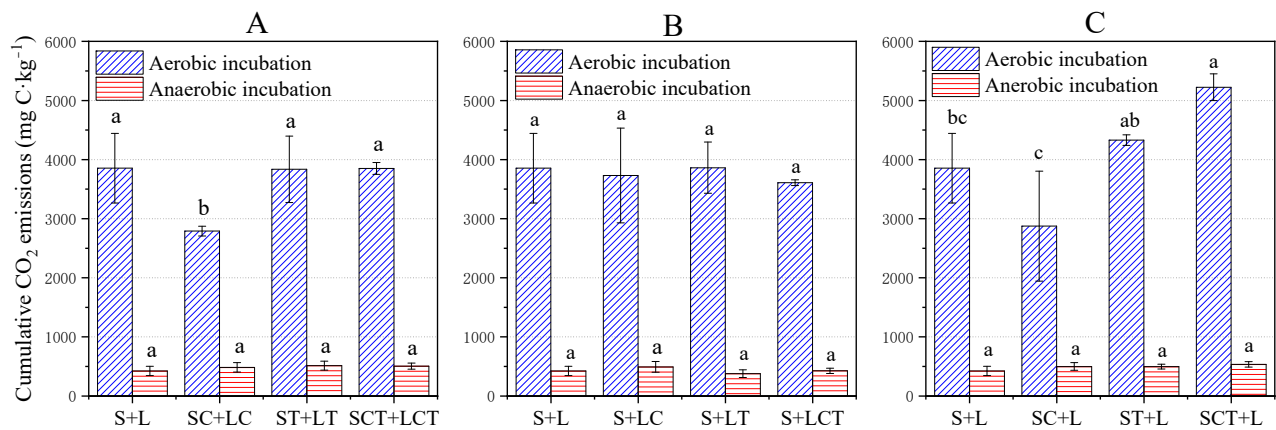 A
B
C
Cumulative CO₂ emissions (mg C·kg⁻¹)
6000
5000
4000
3000
2000
1000
0
Aerobic incubation
Anaerobic incubation
a
a
b
a
a
a
a
a
S+L
SC+LC
ST+LT
SCT+LCT
6000
5000
4000
3000
2000
1000
0
Aerobic incubation
Anaerobic incubation
a
a
a
a
a
a
a
a
S+L
S+LC
S+LT
S+LCT
6000
5000
4000
3000
2000
1000
0
Aerobic incubation
Anerobic incubation
bc
a
c
a
ab
a
a
a
S+L
SC+L
ST+L
SCT+L